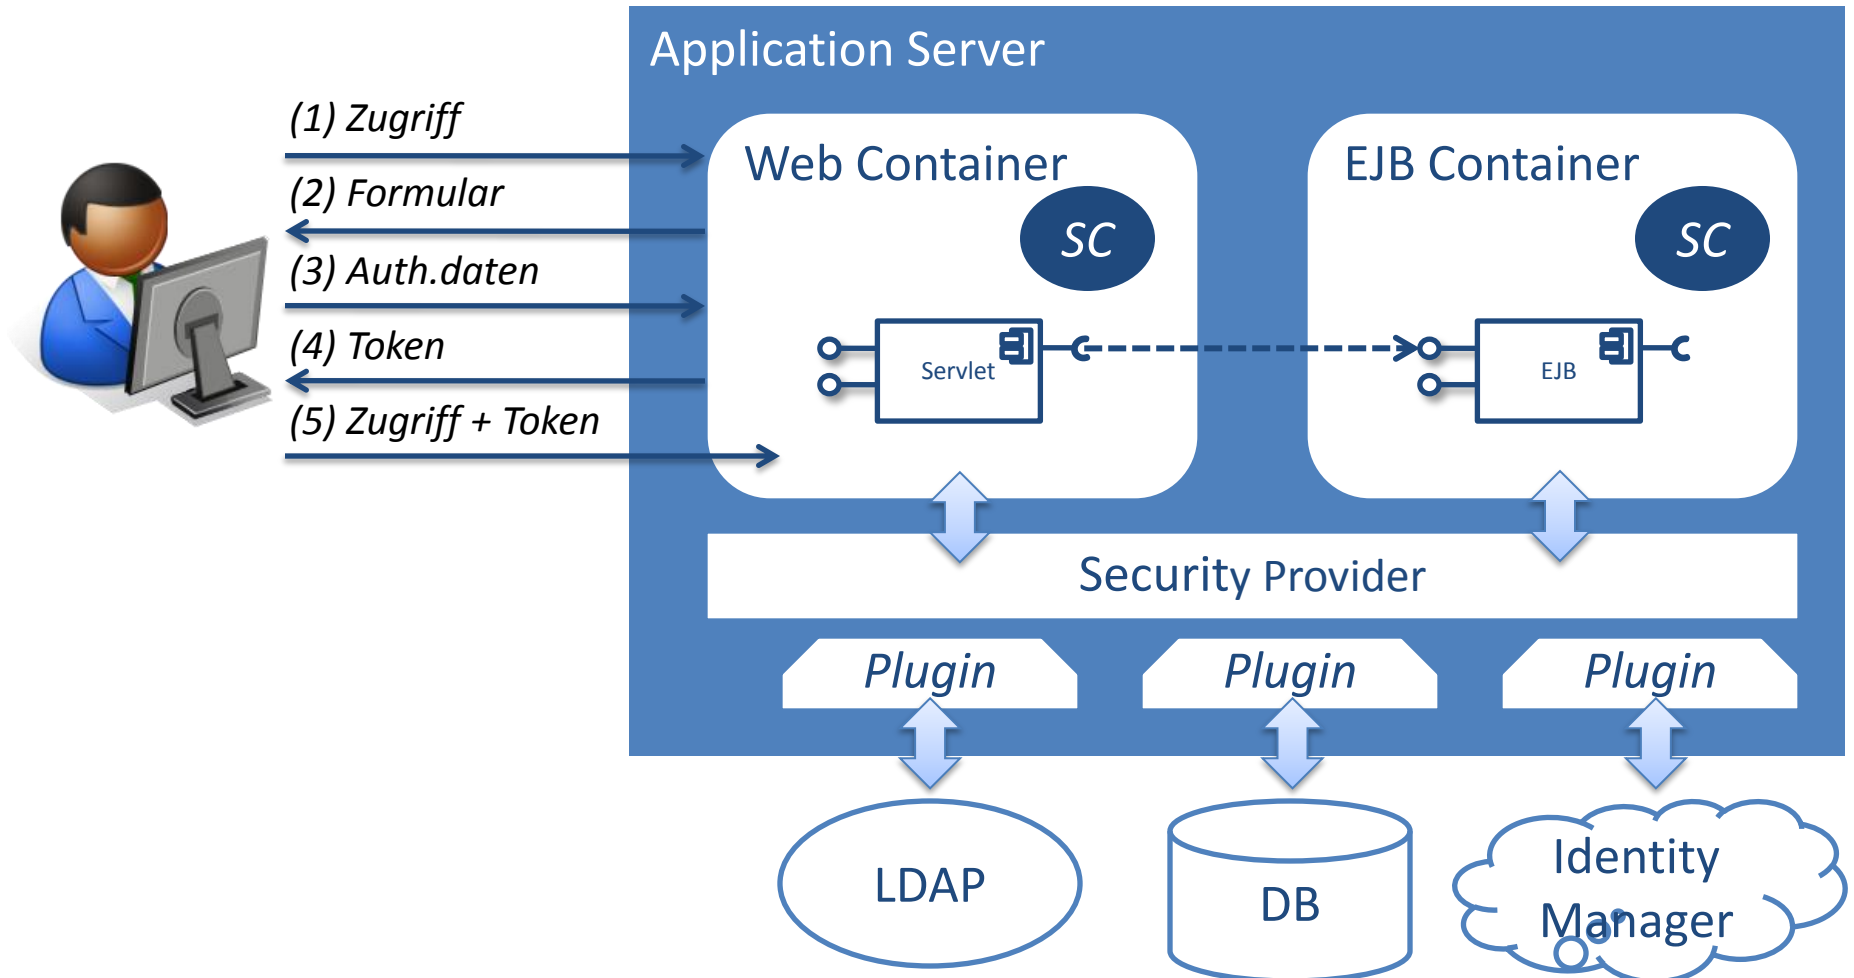 Application Server
(1) Zugriff
(2) Formular
(3) Auth.daten
(4) Token
(5) Zugriff + Token
Web Container
SC
Servlet
EJB Container
SC
EJB
Security Provider
Plugin
Plugin
Plugin
LDAP
DB
Identity
Manager